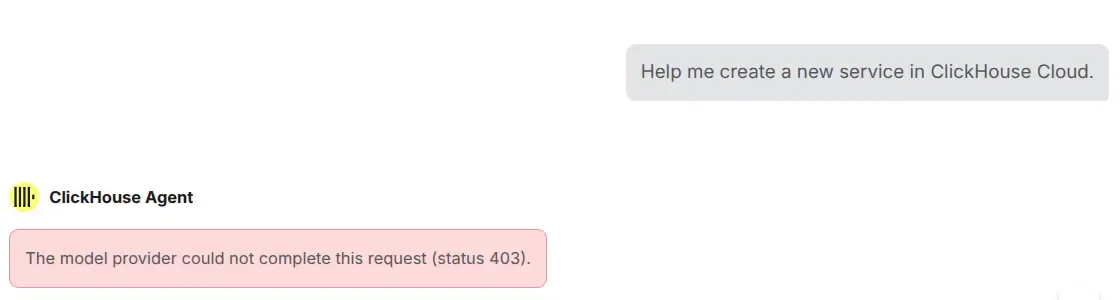 Help me create a new service in ClickHouse Cloud.
ClickHouse Agent
The model provider could not complete this request (status 403).